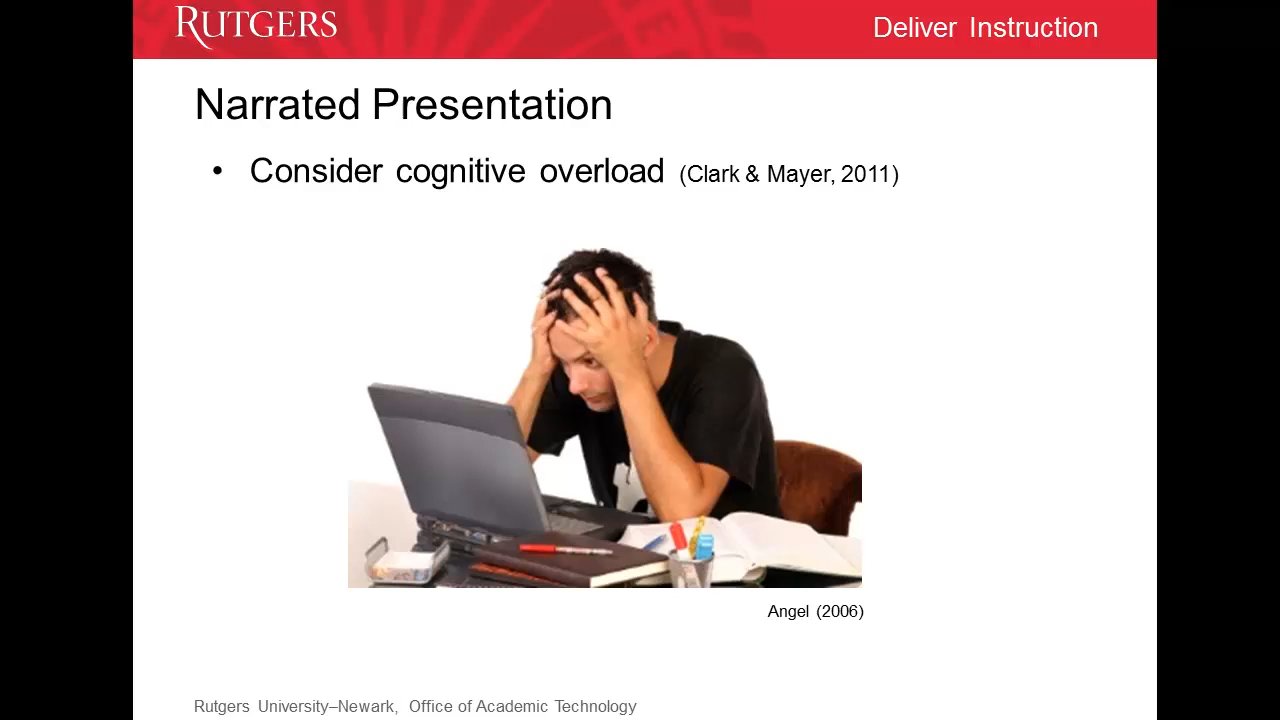 RUTGERS
Deliver Instruction
Narrated Presentation
• Consider cognitive overload (Clark & Mayer, 2011)
Angel (2006)
Rutgers University–Newark, Office of Academic Technology